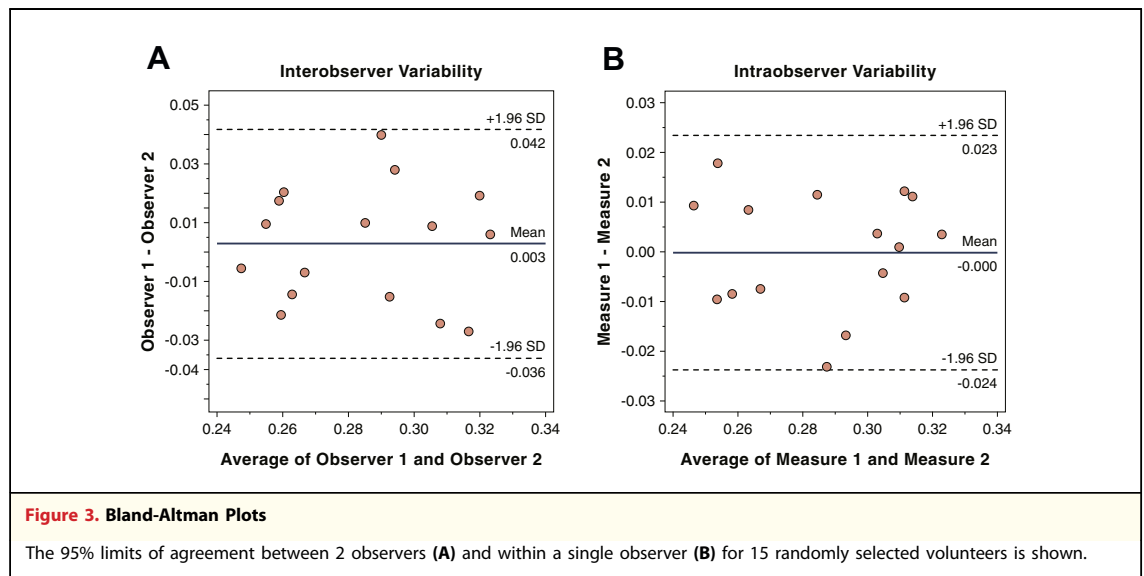 A
Interobserver Variability
Observer 1 - Observer 2
0.05
0.03
0.01
-0.01
-0.03
-0.04
+1.96 SD
0.042
Mean
0.003
-1.96 SD
-0.036
0.24 0.26 0.28 0.30 0.32 0.34
Average of Observer 1 and Observer 2
B
Intraobserver Variability
Measure 1 - Measure 2
0.03
0.02
0.01
0.00
-0.01
-0.02
-0.03
+1.96 SD
0.023
Mean
-0.000
-1.96 SD
-0.024
0.24 0.26 0.28 0.30 0.32 0.34
Average of Measure 1 and Measure 2
Figure 3. Bland-Altman Plots
The 95% limits of agreement between 2 observers (A) and within a single observer (B) for 15 randomly selected volunteers is shown.